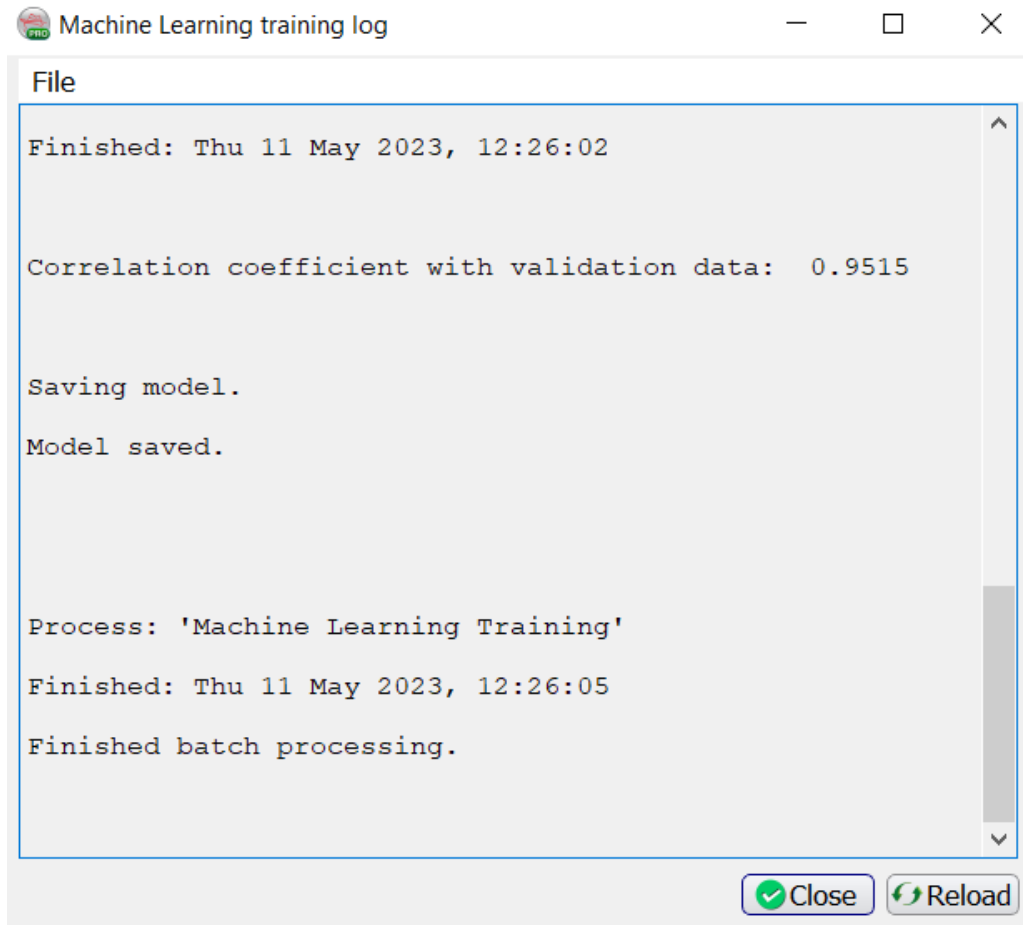 PRO
Machine Learning training log
File
Finished: Thu 11 May 2023, 12:26:02
Correlation coefficient with validation data:  0.9515
Saving model.
Model saved.
Process: 'Machine Learning Training'
Finished: Thu 11 May 2023, 12:26:05
Finished batch processing.
Close
Reload